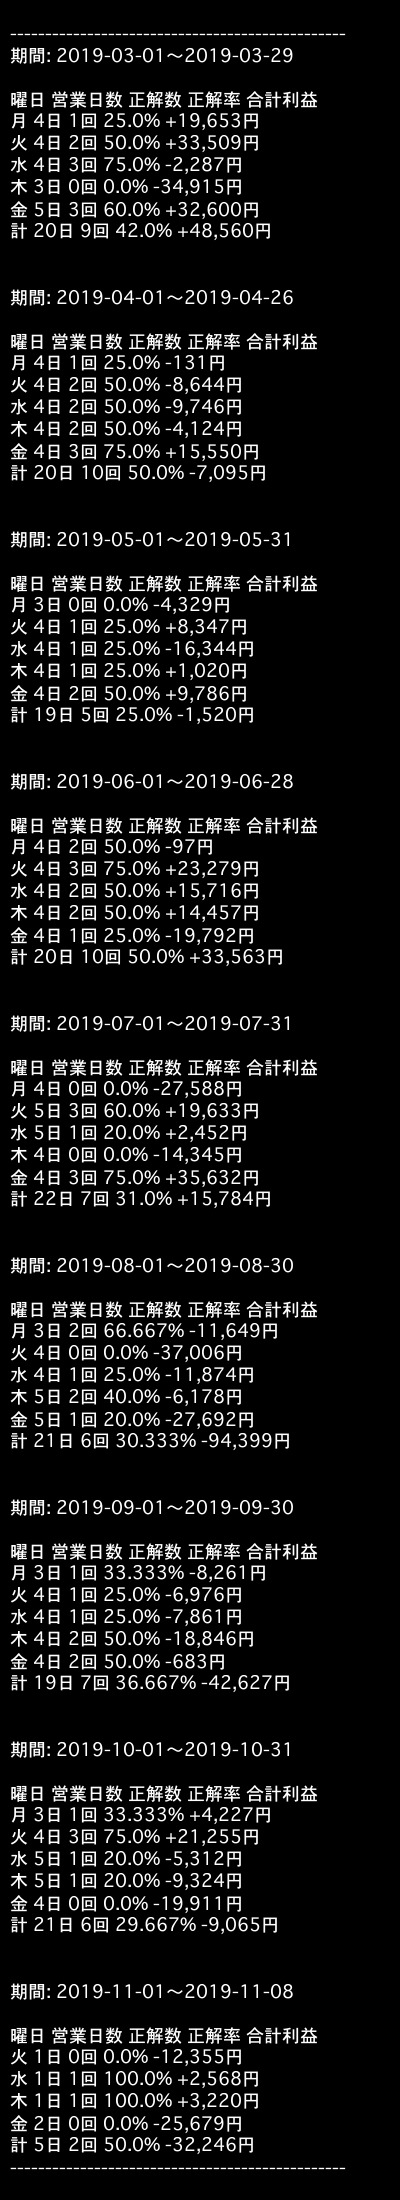 ------------------------------------------------
期間: 2019-03-01～2019-03-29
曜日 営業日数 正解数 正解率 合計利益
月 4日 1回 25.0% +19,653円
火 4日 2回 50.0% +33,509円
水 4日 3回 75.0% -2,287円
木 3日 0回 0.0% -34,915円
金 5日 3回 60.0% +32,600円
計 20日 9回 42.0% +48,560円
期間: 2019-04-01～2019-04-26
曜日 営業日数 正解数 正解率 合計利益
月 4日 1回 25.0% -131円
火 4日 2回 50.0% -8,644円
水 4日 2回 50.0% -9,746円
木 4日 2回 50.0% -4,124円
金 4日 3回 75.0% +15,550円
計 20日 10回 50.0% -7,095円
期間: 2019-05-01～2019-05-31
曜日 営業日数 正解数 正解率 合計利益
月 3日 0回 0.0% -4,329円
火 4日 1回 25.0% +8,347円
水 4日 1回 25.0% -16,344円
木 4日 1回 25.0% +1,020円
金 4日 2回 50.0% +9,786円
計 19日 5回 25.0% -1,520円
期間: 2019-06-01～2019-06-28
曜日 営業日数 正解数 正解率 合計利益
月 4日 2回 50.0% -97円
火 4日 3回 75.0% +23,279円
水 4日 2回 50.0% +15,716円
木 4日 2回 50.0% +14,457円
金 4日 1回 25.0% -19,792円
計 20日 10回 50.0% +33,563円
期間: 2019-07-01～2019-07-31
曜日 営業日数 正解数 正解率 合計利益
月 4日 0回 0.0% -27,588円
火 5日 3回 60.0% +19,633円
水 5日 1回 20.0% +2,452円
木 4日 0回 0.0% -14,345円
金 4日 3回 75.0% +35,632円
計 22日 7回 31.0% +15,784円
期間: 2019-08-01～2019-08-30
曜日 営業日数 正解数 正解率 合計利益
月 3日 2回 66.667% -11,649円
火 4日 0回 0.0% -37,006円
水 4日 1回 25.0% -11,874円
木 5日 2回 40.0% -6,178円
金 5日 1回 20.0% -27,692円
計 21日 6回 30.333% -94,399円
期間: 2019-09-01～2019-09-30
曜日 営業日数 正解数 正解率 合計利益
月 3日 1回 33.333% -8,261円
火 4日 1回 25.0% -6,976円
水 4日 1回 25.0% -7,861円
木 4日 2回 50.0% -18,846円
金 4日 2回 50.0% -683円
計 19日 7回 36.667% -42,627円
期間: 2019-10-01～2019-10-31
曜日 営業日数 正解数 正解率 合計利益
月 3日 1回 33.333% +4,227円
火 4日 3回 75.0% +21,255円
水 5日 1回 20.0% -5,312円
木 5日 1回 20.0% -9,324円
金 4日 0回 0.0% -19,911円
計 21日 6回 29.667% -9,065円
期間: 2019-11-01～2019-11-08
曜日 営業日数 正解数 正解率 合計利益
火 1日 0回 0.0% -12,355円
水 1日 1回 100.0% +2,568円
木 1日 1回 100.0% +3,220円
金 2日 0回 0.0% -25,679円
計 5日 2回 50.0% -32,246円
------------------------------------------------